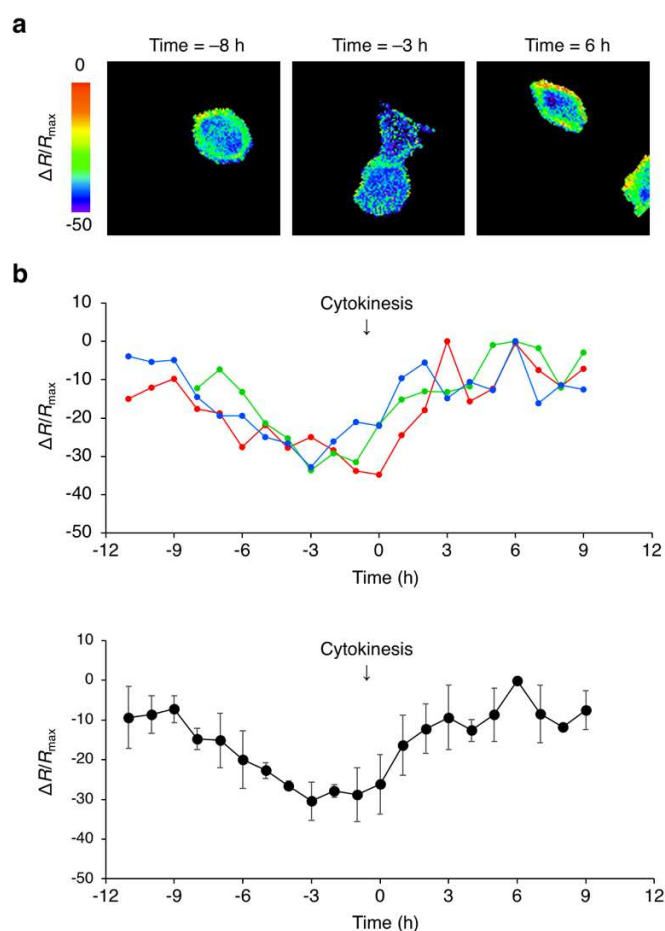 a
Time = –8 h
Time = –3 h
Time = 6 h
0
ΔR/Rmax
-50
b
Cytokinesis
↓
10
0
-10
-20
-30
-40
-50
ΔR/Rmax
-12 -9 -6 -3 0 3 6 9 12
Time (h)
Cytokinesis
↓
10
0
-10
-20
-30
-40
-50
ΔR/Rmax
-12 -9 -6 -3 0 3 6 9 12
Time (h)